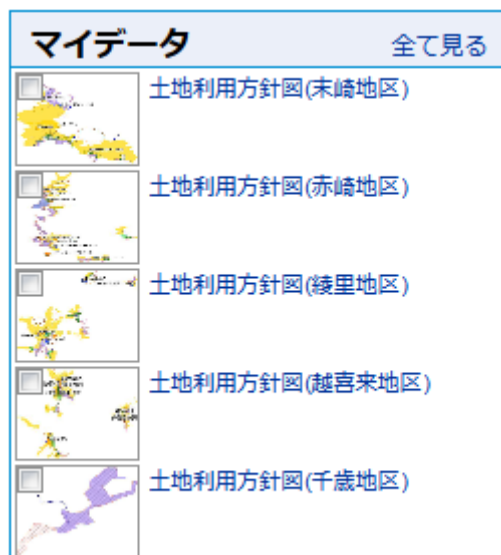 マイデータ 全て見る
土地利用方針図(末崎地区)
土地利用方針図(赤崎地区)
土地利用方針図(綾里地区)
土地利用方針図(越喜来地区)
土地利用方針図(千歳地区)